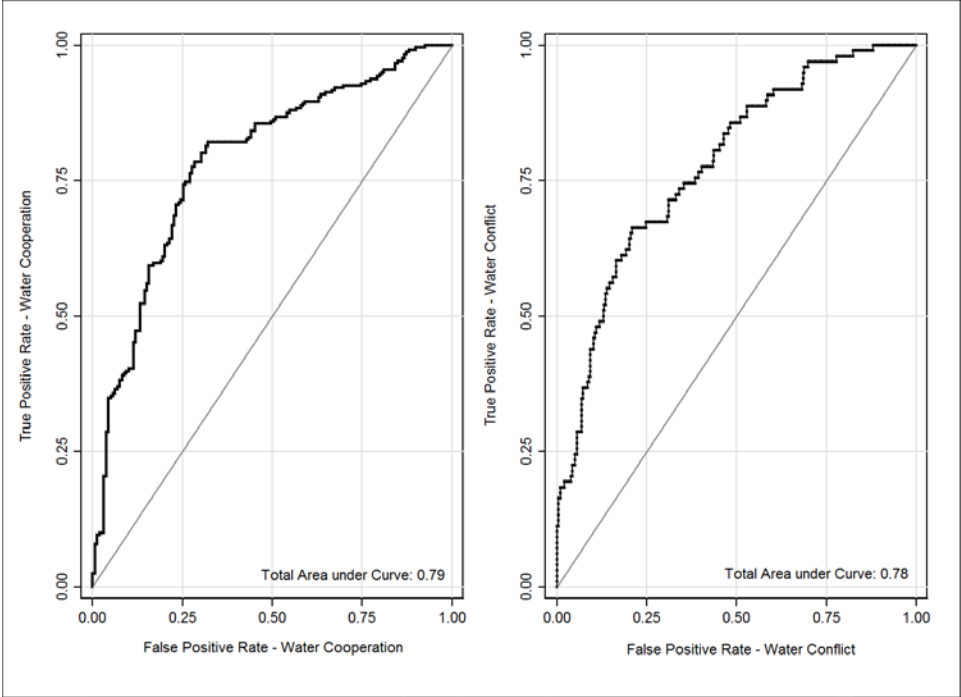 True Positive Rate - Water Cooperation
1.00
0.75
0.50
0.25
0.00
Total Area under Curve: 0.79
0.00 0.25 0.50 0.75 1.00
False Positive Rate - Water Cooperation
True Positive Rate - Water Conflict
1.00
0.75
0.50
0.25
0.00
Total Area under Curve: 0.78
0.00 0.25 0.50 0.75 1.00
False Positive Rate - Water Conflict